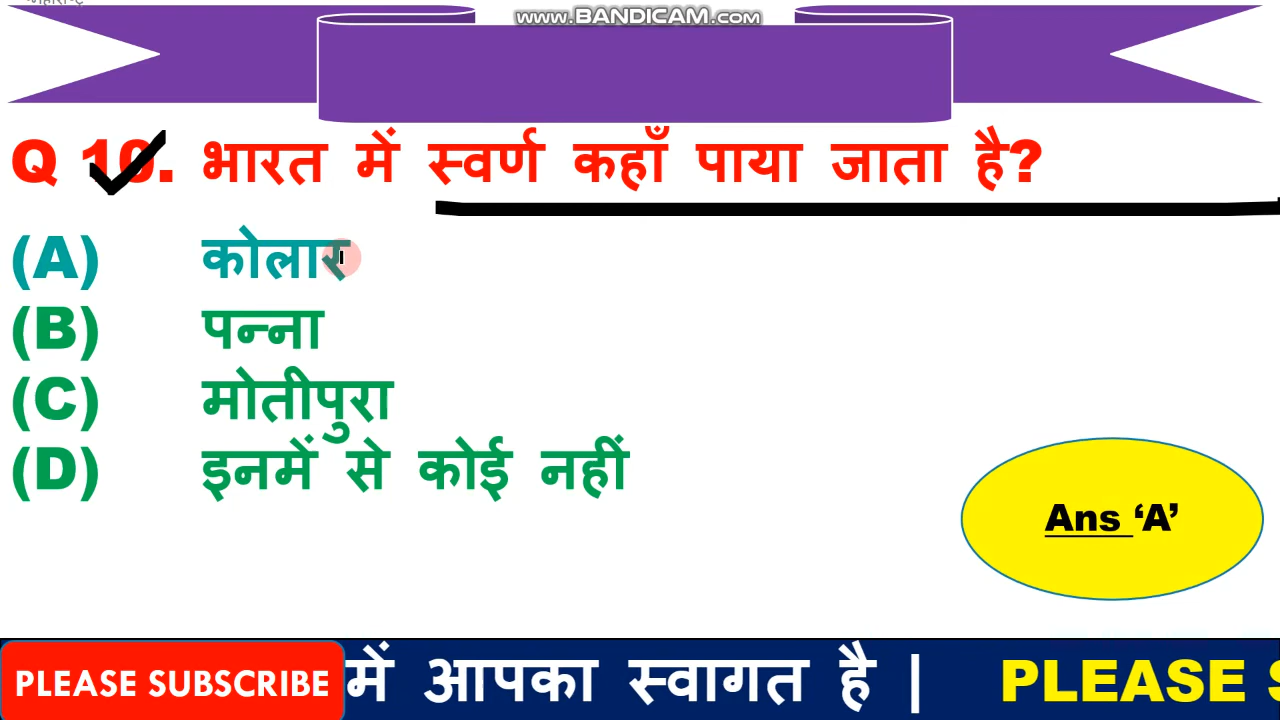 www.BANDICAM.com
Q 10. भारत में स्वर्ण कहाँ पाया जाता है?
(A) कोलार
(B) पन्ना
(C) मोतीपुरा
(D) इनमें से कोई नहीं
Ans ‘A’
PLEASE SUBSCRIBE में आपका स्वागत है | PLEASE S